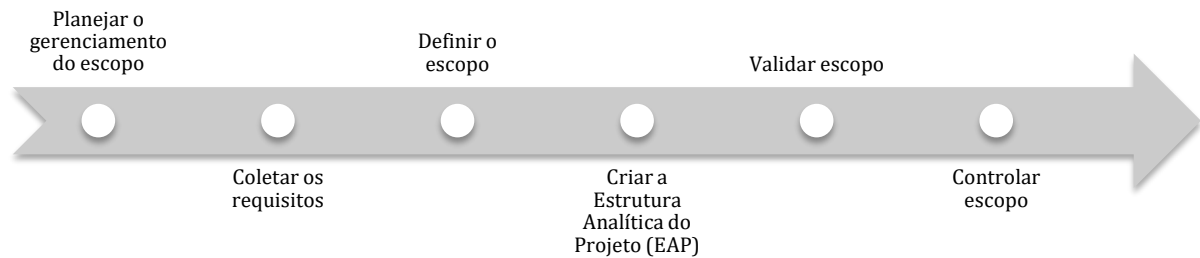 Planejar o
gerenciamento
do escopo
Coletar os
requisitos
Definir o
escopo
Criar a
Estrutura
Analítica do
Projeto (EAP)
Validar escopo
Controlar
escopo